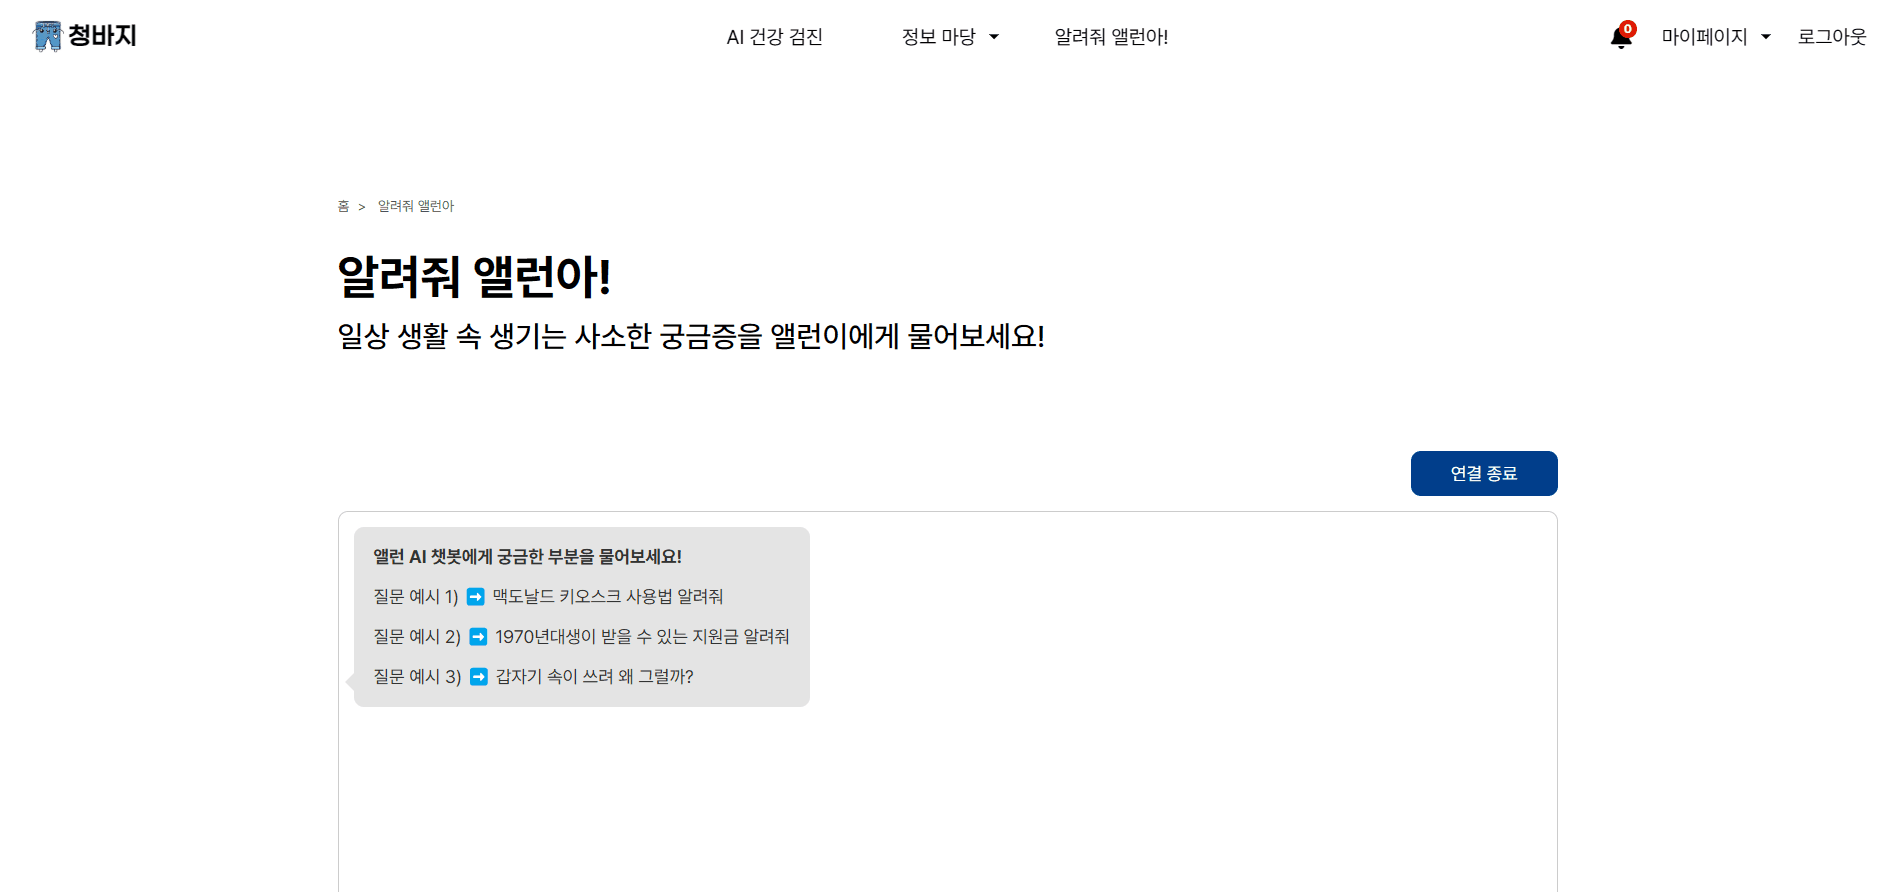 청바지
AI 건강 검진
정보 마당
알려줘 앨런아!
0
마이페이지
로그아웃
홈 > 알려줘 앨런아
알려줘 앨런아!
일상 생활 속 생기는 사소한 궁금증을 앨런이에게 물어보세요!
연결 종료
앨런 AI 챗봇에게 궁금한 부분을 물어보세요!
질문 예시 1) ➡️ 맥도날드 키오스크 사용법 알려줘
질문 예시 2) ➡️ 1970년대생이 받을 수 있는 지원금 알려줘
질문 예시 3) ➡️ 갑자기 속이 쓰려 왜 그럴까?